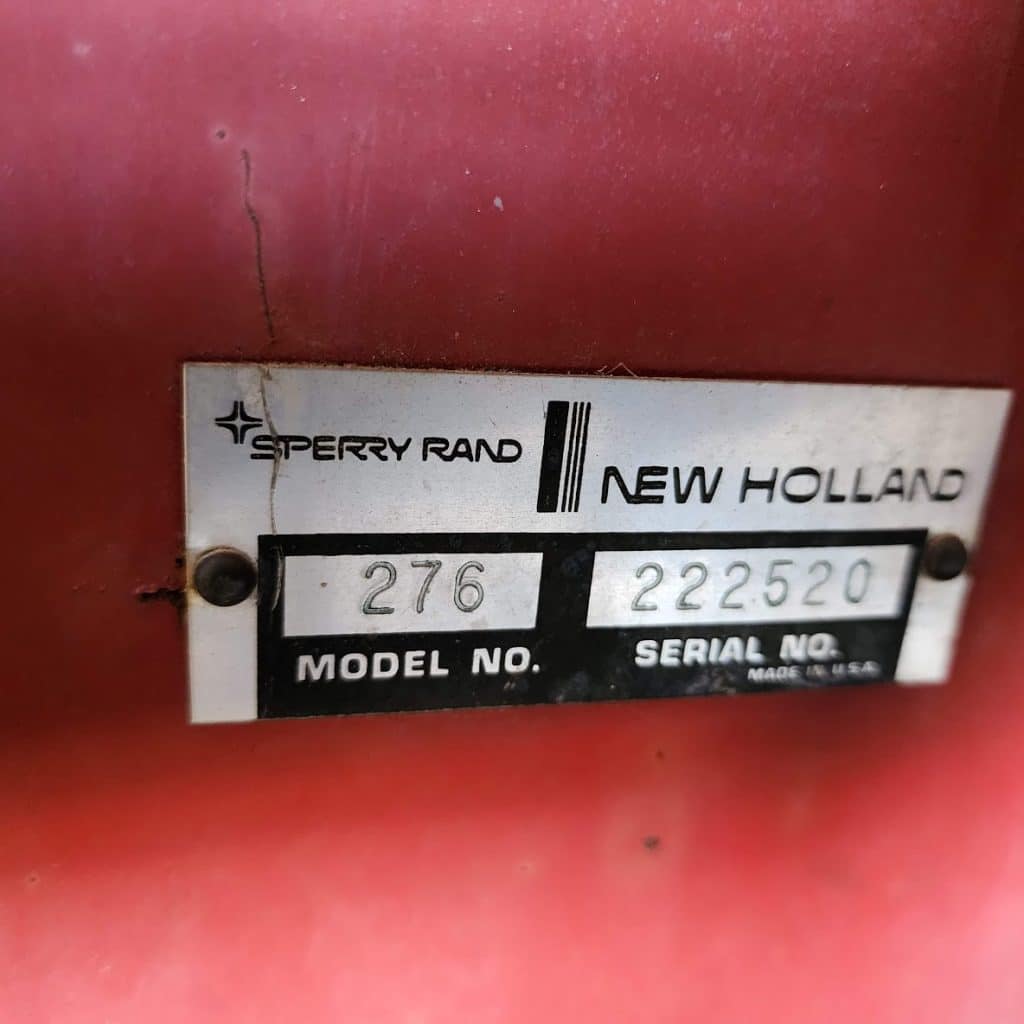 SPERRY RAND
NEW HOLLAND
276 222520
MODEL NO. SERIAL NO.
MADE IN U.S.A.